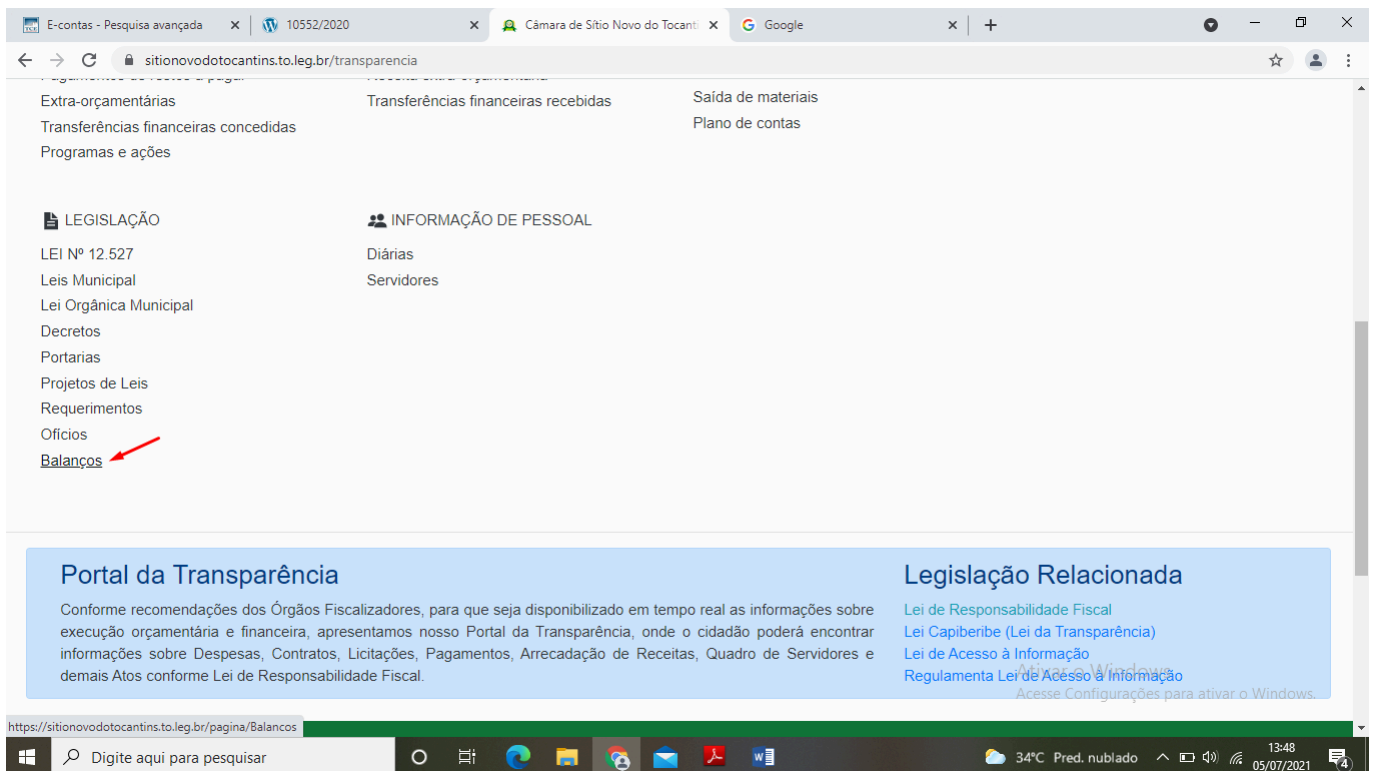 E-contas - Pesquisa avançada
10552/2020
Câmara de Sítio Novo do Tocanti
Google
sitionovodotocantins.to.leg.br/transparencia
Extra-orçamentárias
Transferências financeiras concedidas
Programas e ações
Transferências financeiras recebidas
Saída de materiais
Plano de contas
LEGISLAÇÃO
LEI Nº 12.527
Leis Municipal
Lei Orgânica Municipal
Decretos
Portarias
Projetos de Leis
Requerimentos
Ofícios
Balanços
INFORMAÇÃO DE PESSOAL
Diárias
Servidores
Portal da Transparência
Conforme recomendações dos Órgãos Fiscalizadores, para que seja disponibilizado em tempo real as informações sobre
execução orçamentária e financeira, apresentamos nosso Portal da Transparência, onde o cidadão poderá encontrar
informações sobre Despesas, Contratos, Licitações, Pagamentos, Arrecadação de Receitas, Quadro de Servidores e
demais Atos conforme Lei de Responsabilidade Fiscal.
Legislação Relacionada
Lei de Responsabilidade Fiscal
Lei Capiberibe (Lei da Transparência)
Lei de Acesso à Informação
Regulamenta Lei de Acesso à Informação
Ativar o Windows
Acesse Configurações para ativar o Windows.
https://sitionovodotocantins.to.leg.br/pagina/Balancos
Digite aqui para pesquisar
34°C Pred. nublado
13:48
05/07/2021
4